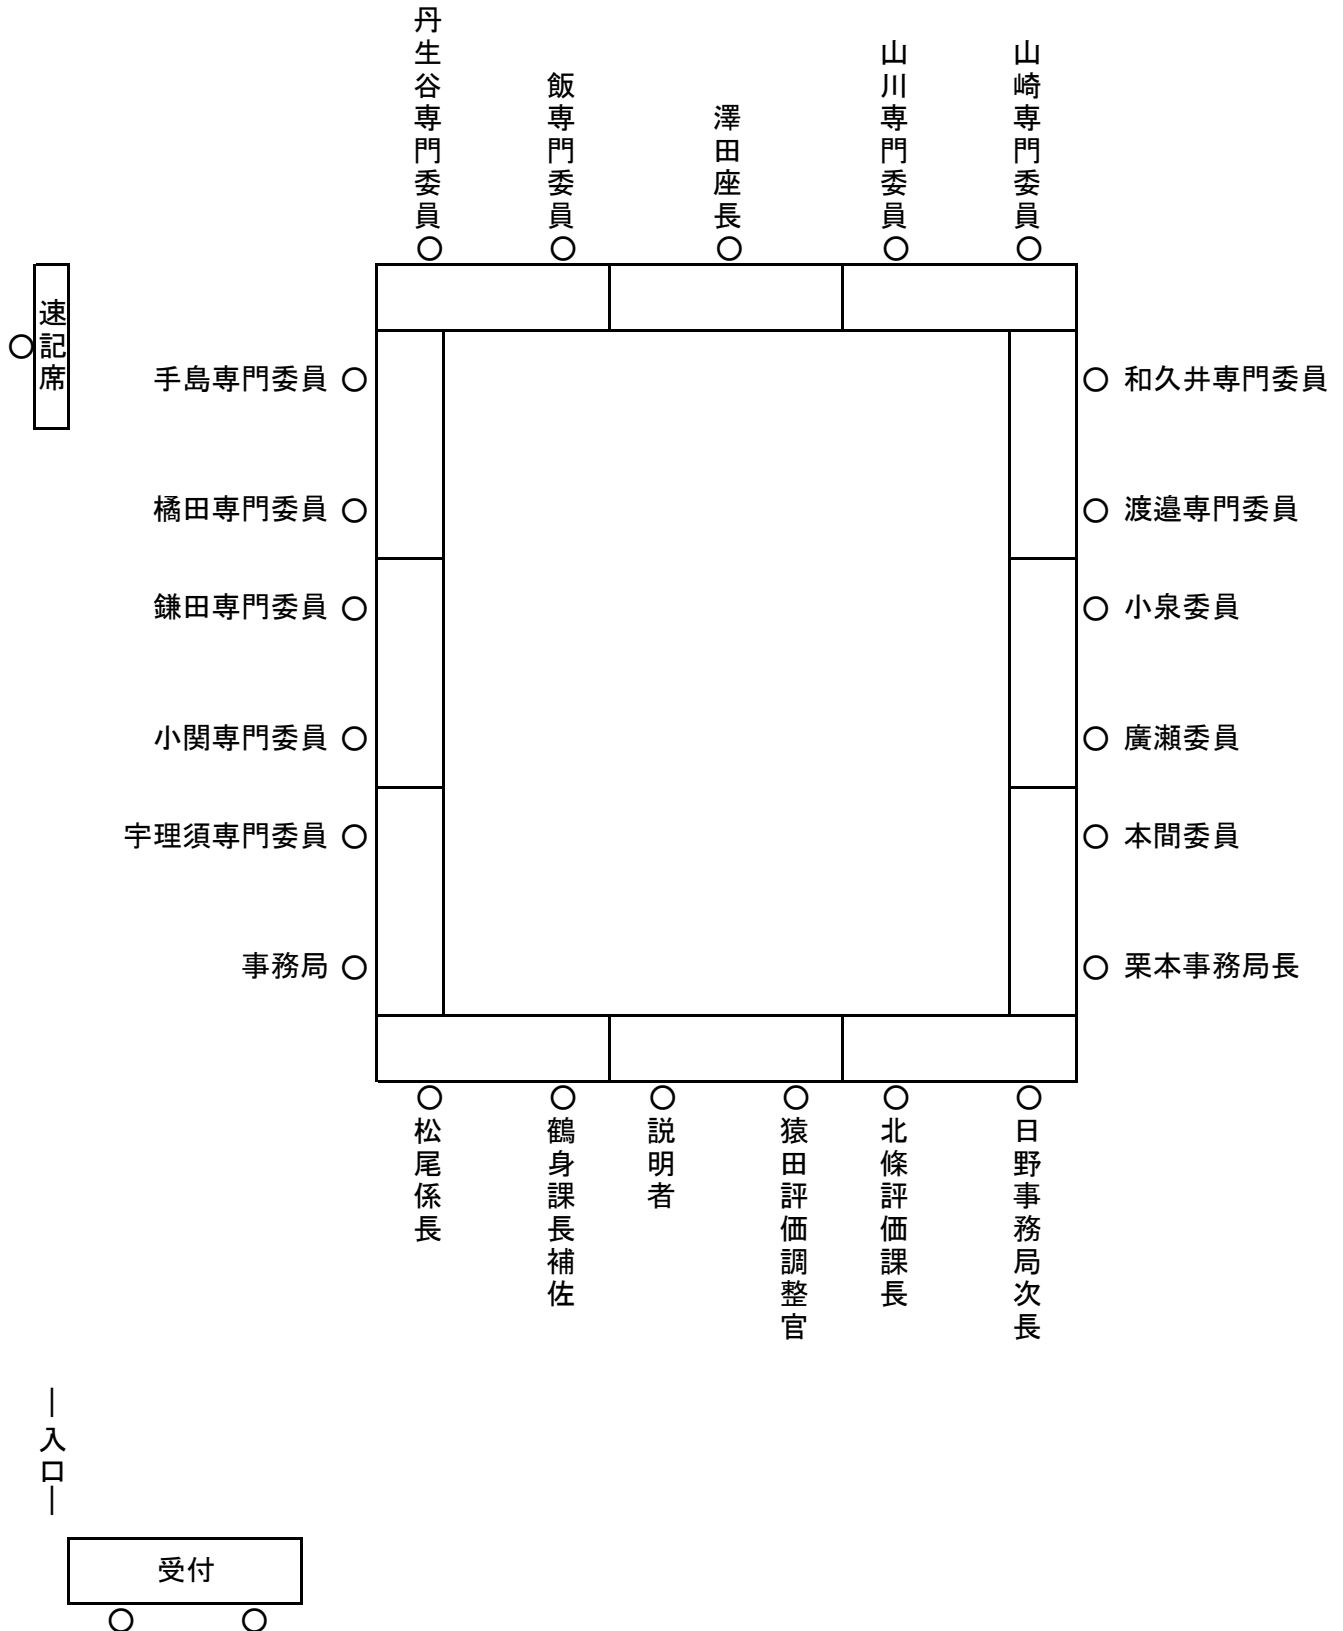 丹生谷専門委員
飯専門委員
澤田座長
山川専門委員
山崎専門委員
速記席
手島専門委員
和久井専門委員
橘田専門委員
渡邉専門委員
鎌田専門委員
小泉委員
小関専門委員
廣瀬委員
宇理須専門委員
本間委員
事務局
栗本事務局長
松尾係長
鶴身課長補佐
説明者
猿田評価調整官
北條評価課長
日野事務局次長
入口
受付